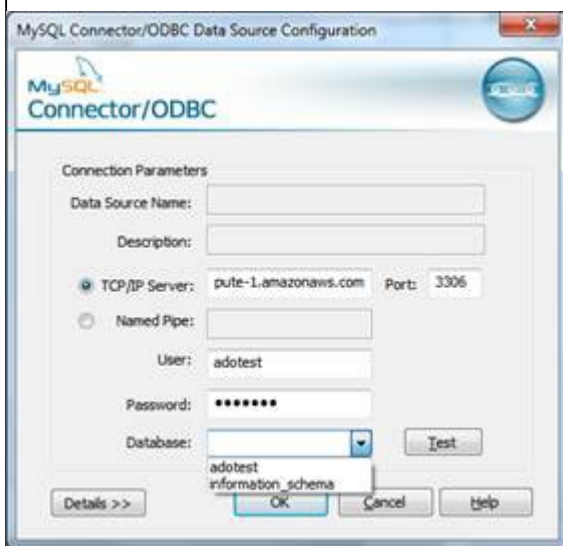 MySQL Connector/ODBC Data Source Configuration
MySQL
Connector/ODBC
Connection Parameters
Data Source Name:
Description:
TCP/IP Server: pute-1.amazonaws.com Port: 3306
Named Pipe:
User: adotest
Password: •••••••
Database: Test
adotest
information_schema
Details >> OK Cancel Help